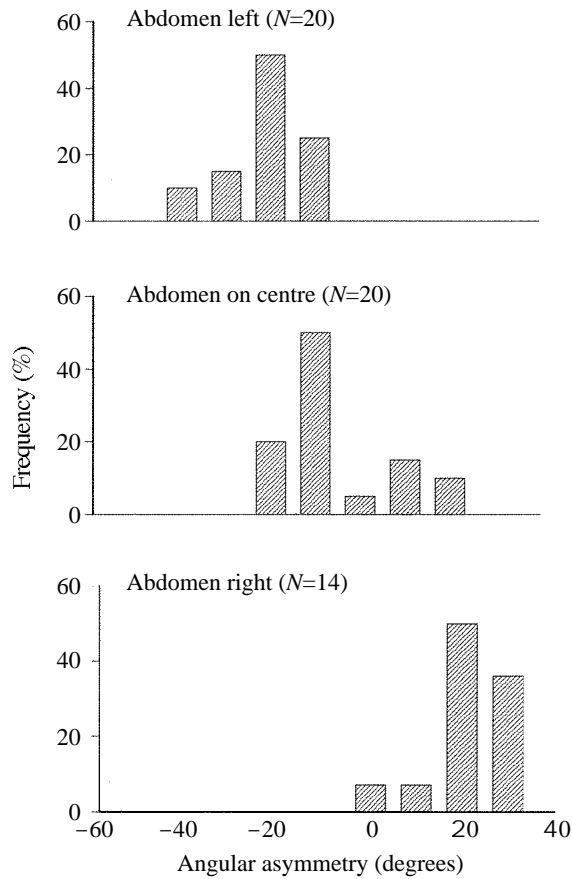 Abdomen left (N=20)
60
40
20
0
Abdomen on centre (N=20)
60
40
20
0
Frequency (%)
Abdomen right (N=14)
60
40
20
0
−60 −40 −20 0 20 40
Angular asymmetry (degrees)